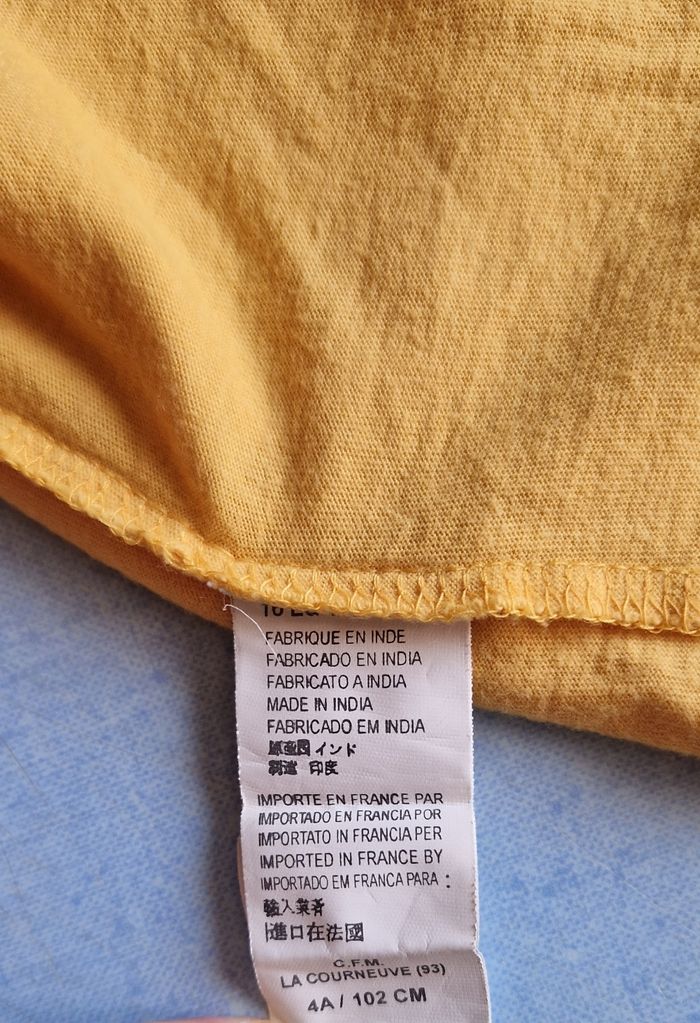 FABRIQUE EN INDE
FABRICADO EN INDIA
FABRICATO A INDIA
MADE IN INDIA
FABRICADO EM INDIA
原産国 インド
製造 印度
IMPORTE EN FRANCE PAR
IMPORTADO EN FRANCIA POR
IMPORTATO IN FRANCIA PER
IMPORTED IN FRANCE BY
IMPORTADO EM FRANCA PARA :
輸入業者
進口在法國
C.F.M.
LA COURNEUVE (93)
4A / 102 CM